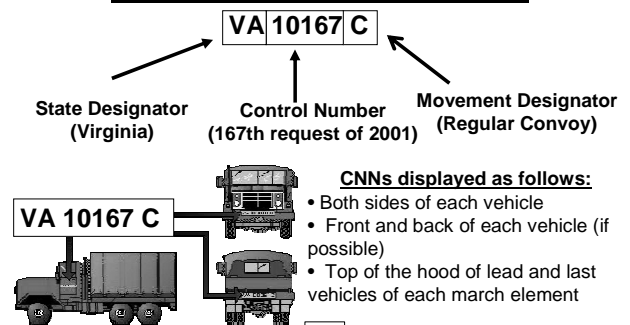 VA 10167 C
State Designator
(Virginia)
Control Number
(167th request of 2001)
Movement Designator
(Regular Convoy)
CNNs displayed as follows:
• Both sides of each vehicle
• Front and back of each vehicle (if
possible)
• Top of the hood of lead and last
vehicles of each march element
VA 10167 C